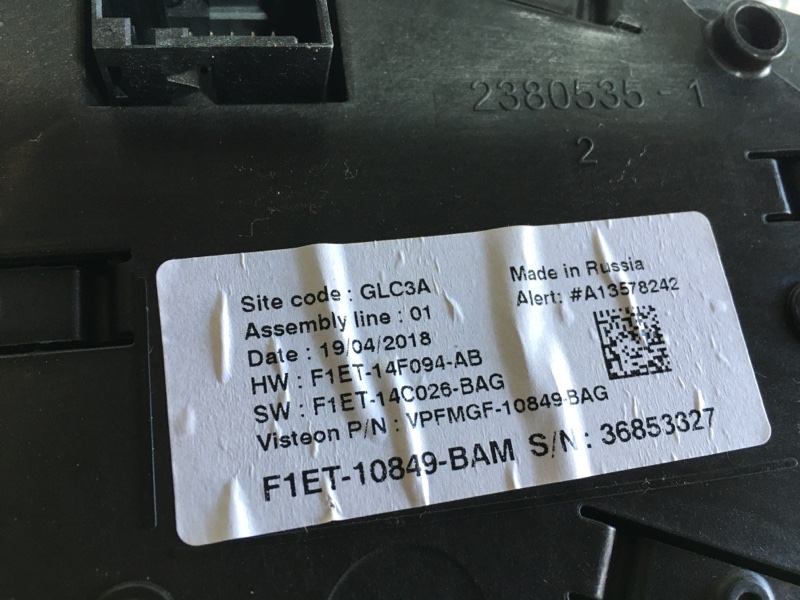 2380535-1
2
Site code : GLC3A
Made in Russia
Assembly line : 01
Alert: #A13578242
Date : 19/04/2018
HW : F1ET-14F094-AB
SW : F1ET-14C026-BAG
Visteon P/N : VPFMGF-10849-BAG
F1ET-10849-BAM S/N : 36853327